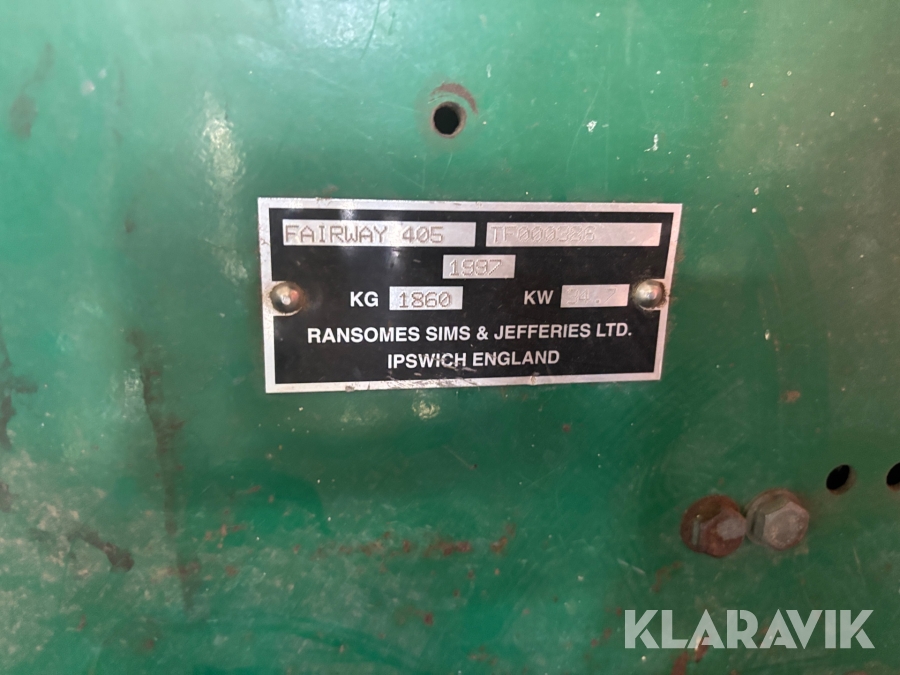 FAIRWAY 405
1997
KG 1860 KW
RANSOMES SIMS & JEFFERIES LTD.
IPSWICH ENGLAND
KLARAVIK